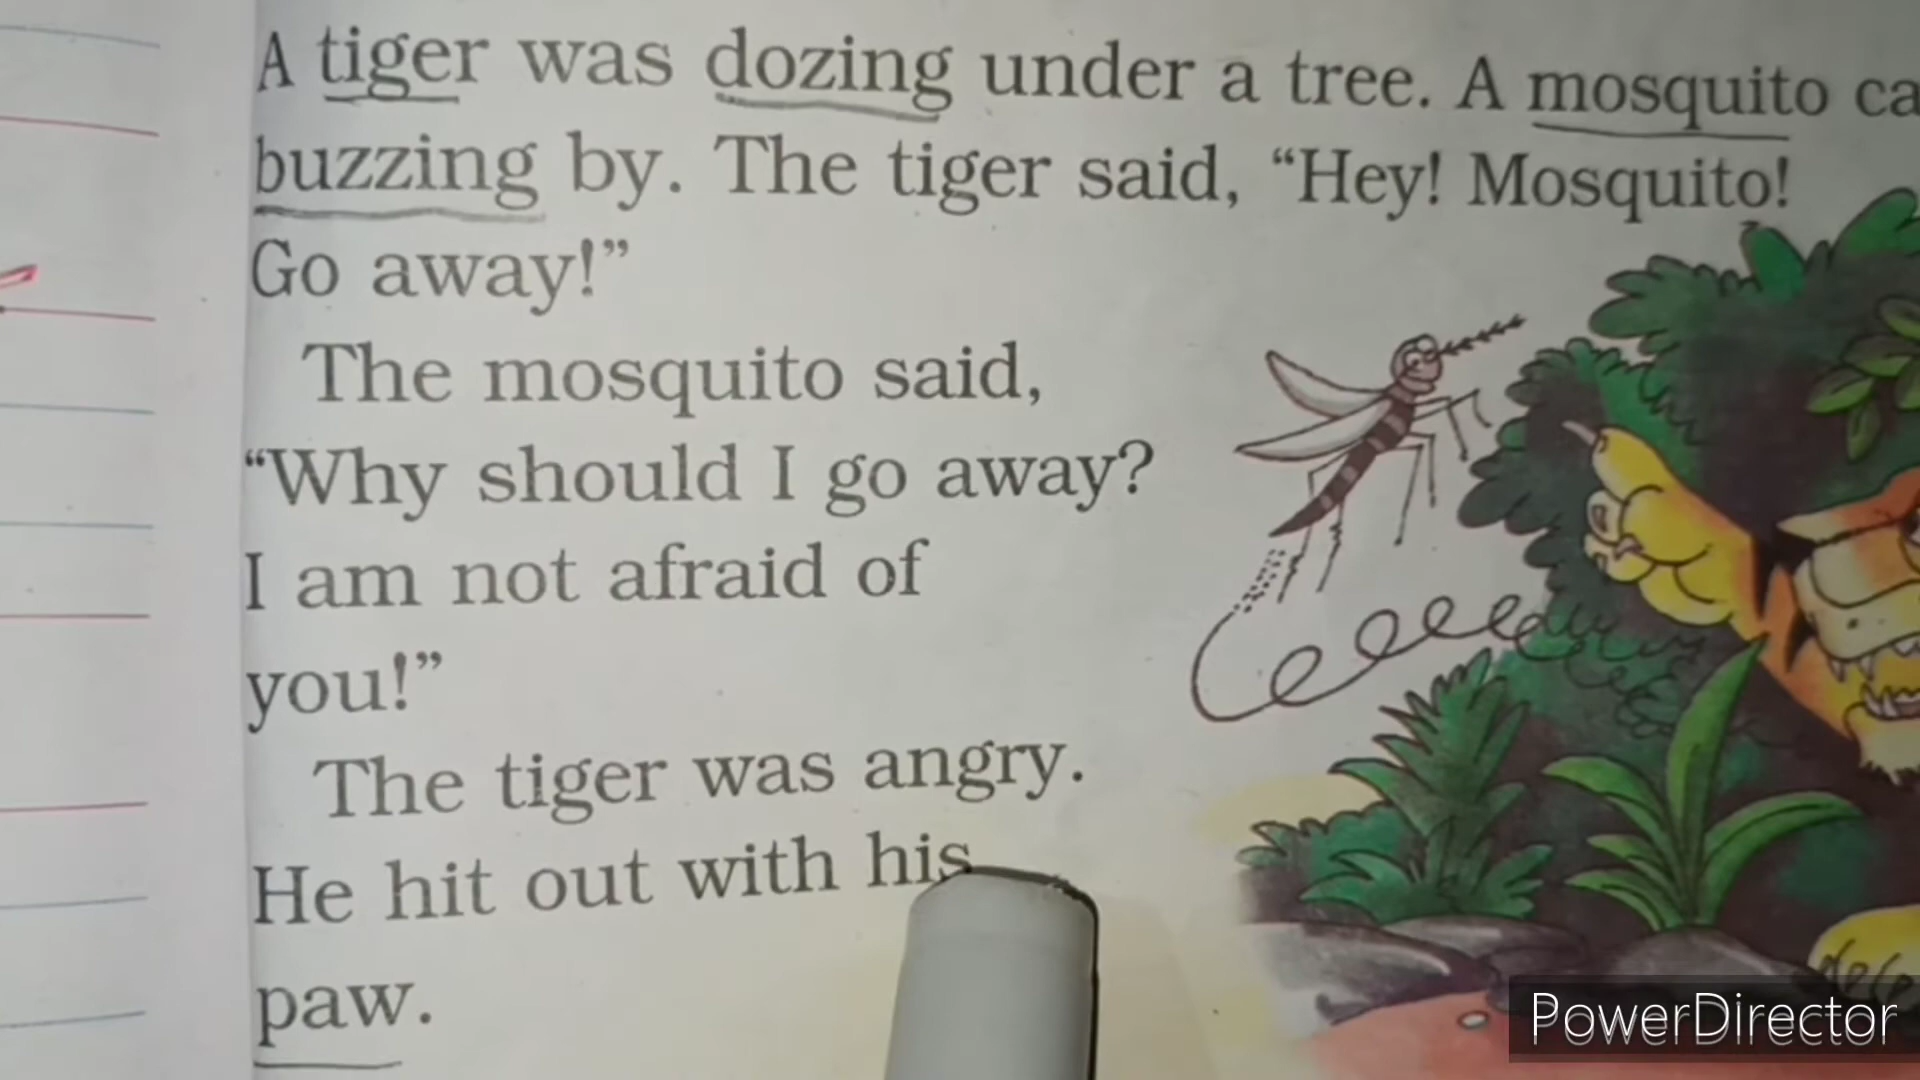 A tiger was dozing under a tree. A mosquito
buzzing by. The tiger said, “Hey! Mosquito!
Go away!”
The mosquito said,
“Why should I go away?
I am not afraid of
you!”
The tiger was angry.
He hit out with his
paw.
PowerDirector